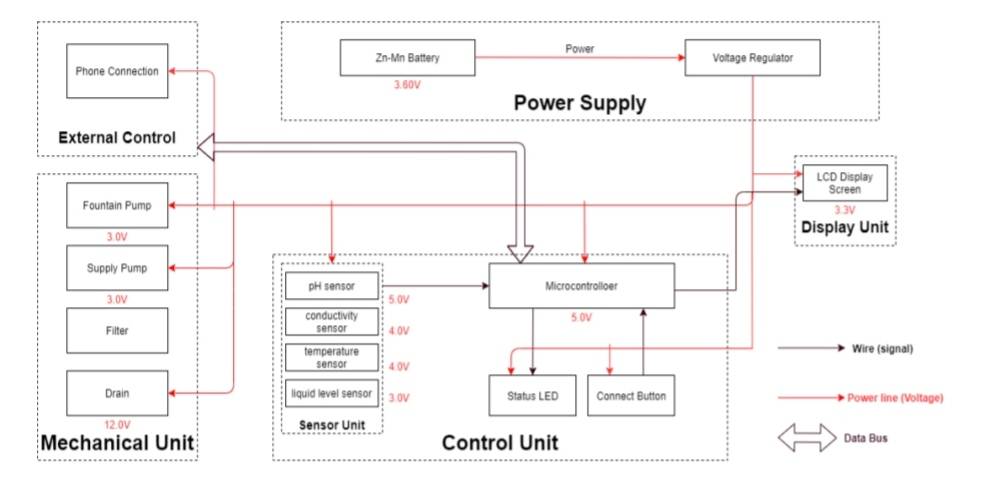 Phone Connection
External Control
Zn-Mn Battery
Power
Voltage Regulator
3.60V
Power Supply
LCD Display
Screen
3.3V
Display Unit
Fountain Pump
3.0V
Supply Pump
3.0V
Filter
Drain
12.0V
Mechanical Unit
pH sensor
5.0V
conductivity
sensor
4.0V
temperature
sensor
4.0V
liquid level sensor
3.0V
Sensor Unit
Microcontrolloer
5.0V
Status LED
Connect Button
Control Unit
Wire (signal)
Power line (Voltage)
Data Bus